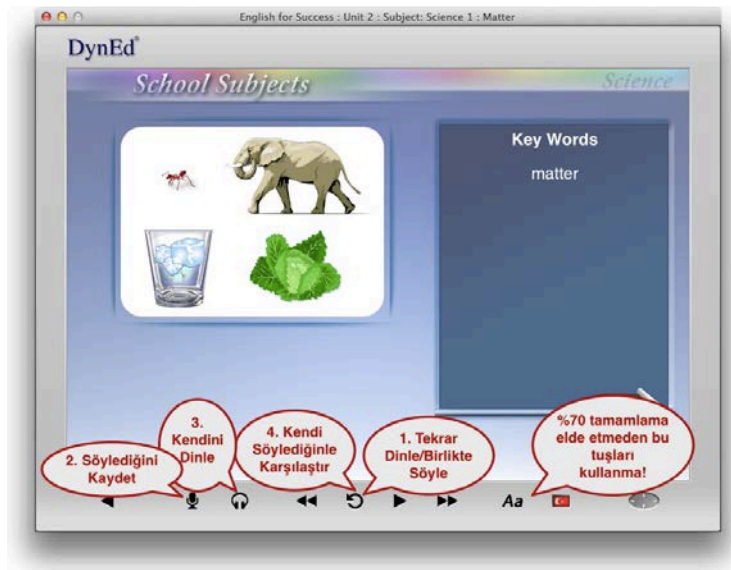 English for Success : Unit 2 : Subject: Science 1 : Matter
DynEd®
School Subjects
Science
Key Words
matter
3.
Kendini
Dinle
4. Kendi
Söylediğinle
Karşılaştır
1. Tekrar
Dinle/Birlikte
Söyle
%70 tamamlama
elde etmeden bu
tuşları
kullanma!
2. Söylediğini
Kaydet
Aa